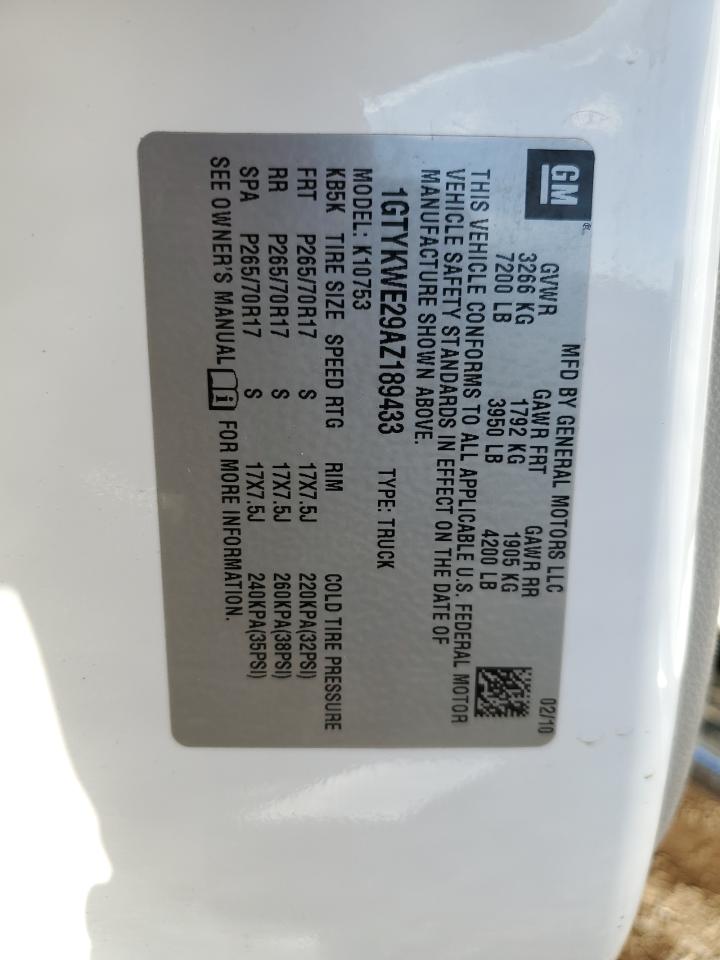 GM
MFD BY GENERAL MOTORS LLC 02/10
GVWR GAWR FRT GAWR RR
3266 KG 1792 KG 1905 KG
7200 LB 3950 LB 4200 LB
THIS VEHICLE CONFORMS TO ALL APPLICABLE U.S. FEDERAL MOTOR
VEHICLE SAFETY STANDARDS IN EFFECT ON THE DATE OF
MANUFACTURE SHOWN ABOVE.
1GTYKWE29AZ189433 TYPE: TRUCK
MODEL: K10753
KB5K TIRE SIZE SPEED RTG RIM COLD TIRE PRESSURE
FRT P265/70R17 S 17X7.5J 220KPA(32PSI)
RR P265/70R17 S 17X7.5J 260KPA(38PSI)
SPA P265/70R17 S 17X7.5J 240KPA(35PSI)
SEE OWNER'S MANUAL FOR MORE INFORMATION.